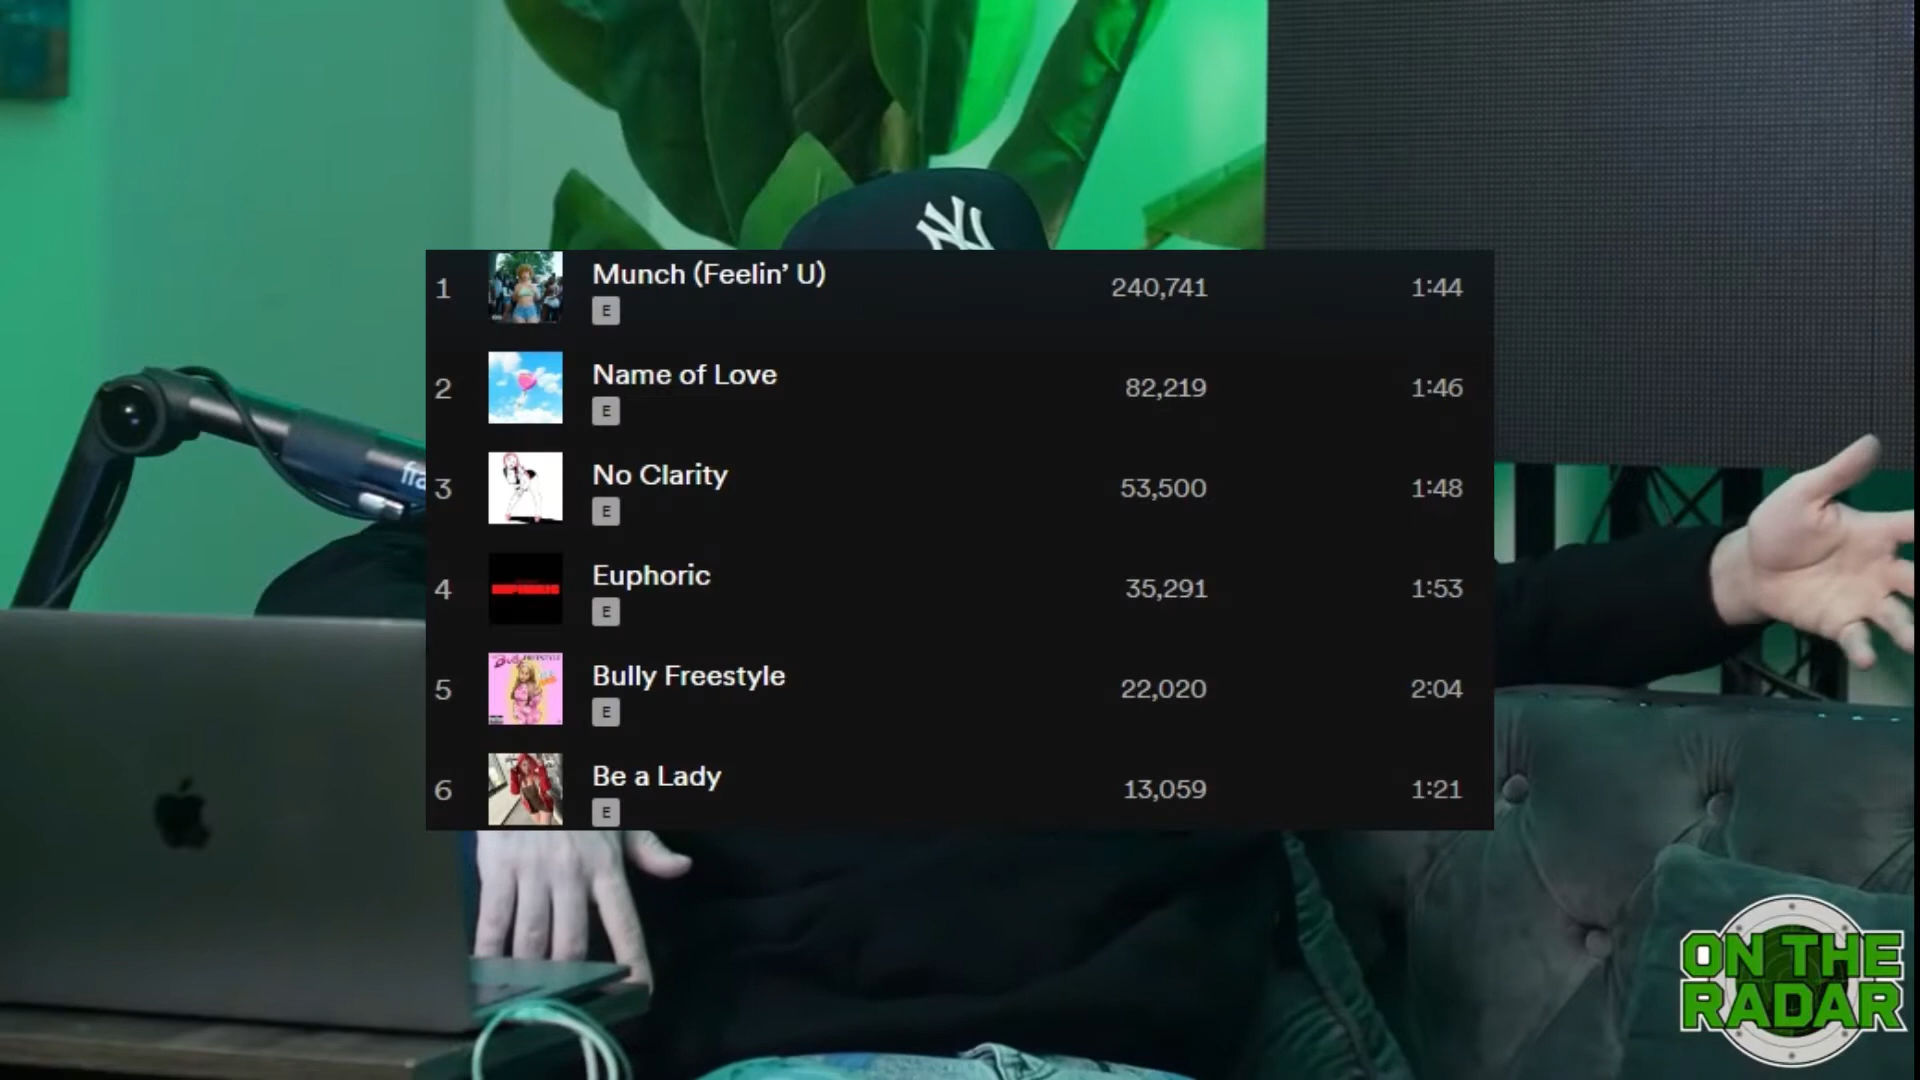 NY
1
Munch (Feelin' U)
E
240,741
1:44
2
Name of Love
E
82,219
1:46
3
No Clarity
E
53,500
1:48
4
Euphoric
E
35,291
1:53
5
Bully Freestyle
E
22,020
2:04
6
Be a Lady
E
13,059
1:21
ON THE
RADAR